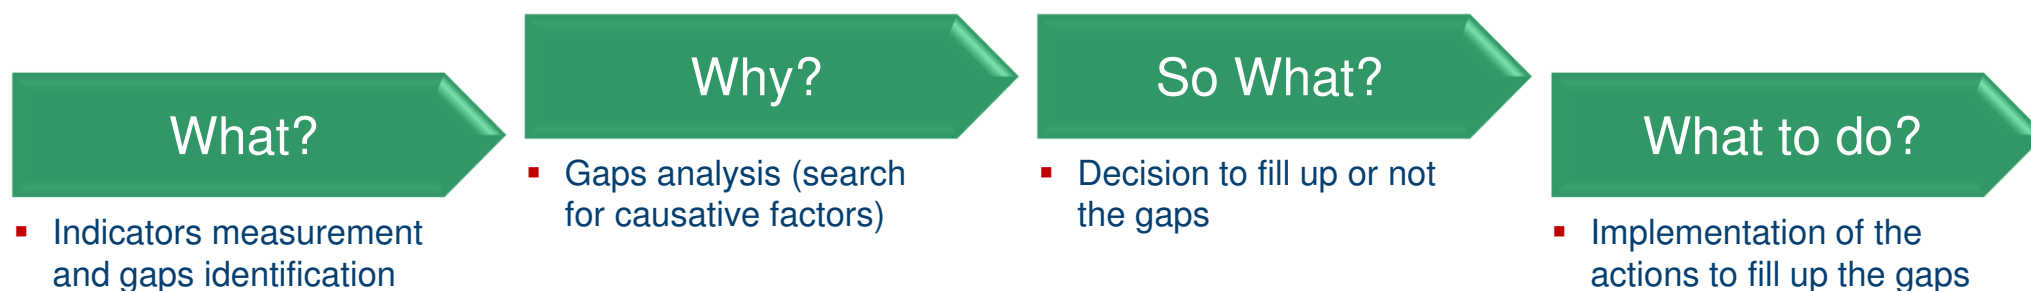 What?
▪ Indicators measurement
and gaps identification
Why?
▪ Gaps analysis (search
for causative factors)
So What?
▪ Decision to fill up or not
the gaps
What to do?
▪ Implementation of the
actions to fill up the gaps